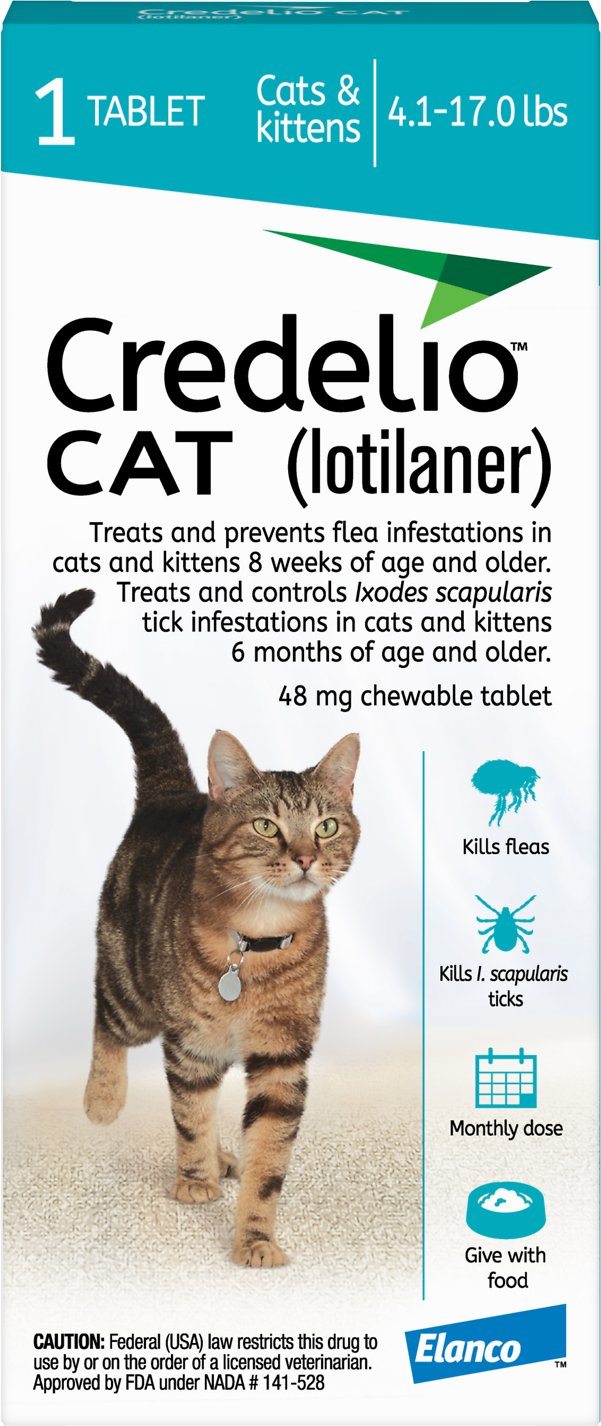 Credelio CAT
(lotilaner)
1 TABLET
Cats &
kittens
4.1-17.0 lbs
Credelio™
CAT (lotilaner)
Treats and prevents flea infestations in
cats and kittens 8 weeks of age and older.
Treats and controls Ixodes scapularis
tick infestations in cats and kittens
6 months of age and older.
48 mg chewable tablet
Kills fleas
Kills I. scapularis
ticks
Monthly dose
Give with
food
CAUTION: Federal (USA) law restricts this drug to
use by or on the order of a licensed veterinarian.
Approved by FDA under NADA # 141-528
Elanco™